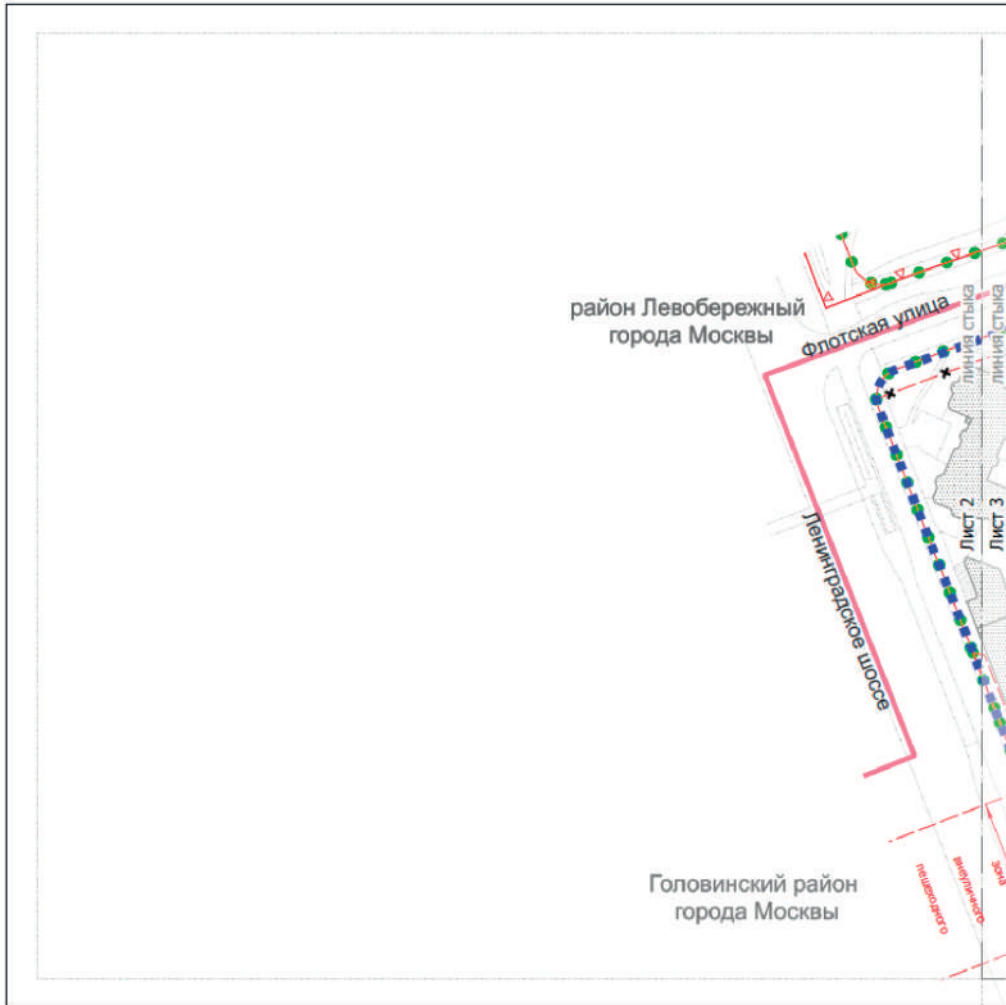 район Левобережный
города Москвы
Флотская улица
линия стыка
линия стыка
Лист 2
Лист 3
Ленинградское шоссе
Головинский район
города Москвы
зона
внеуличного
пешеходного